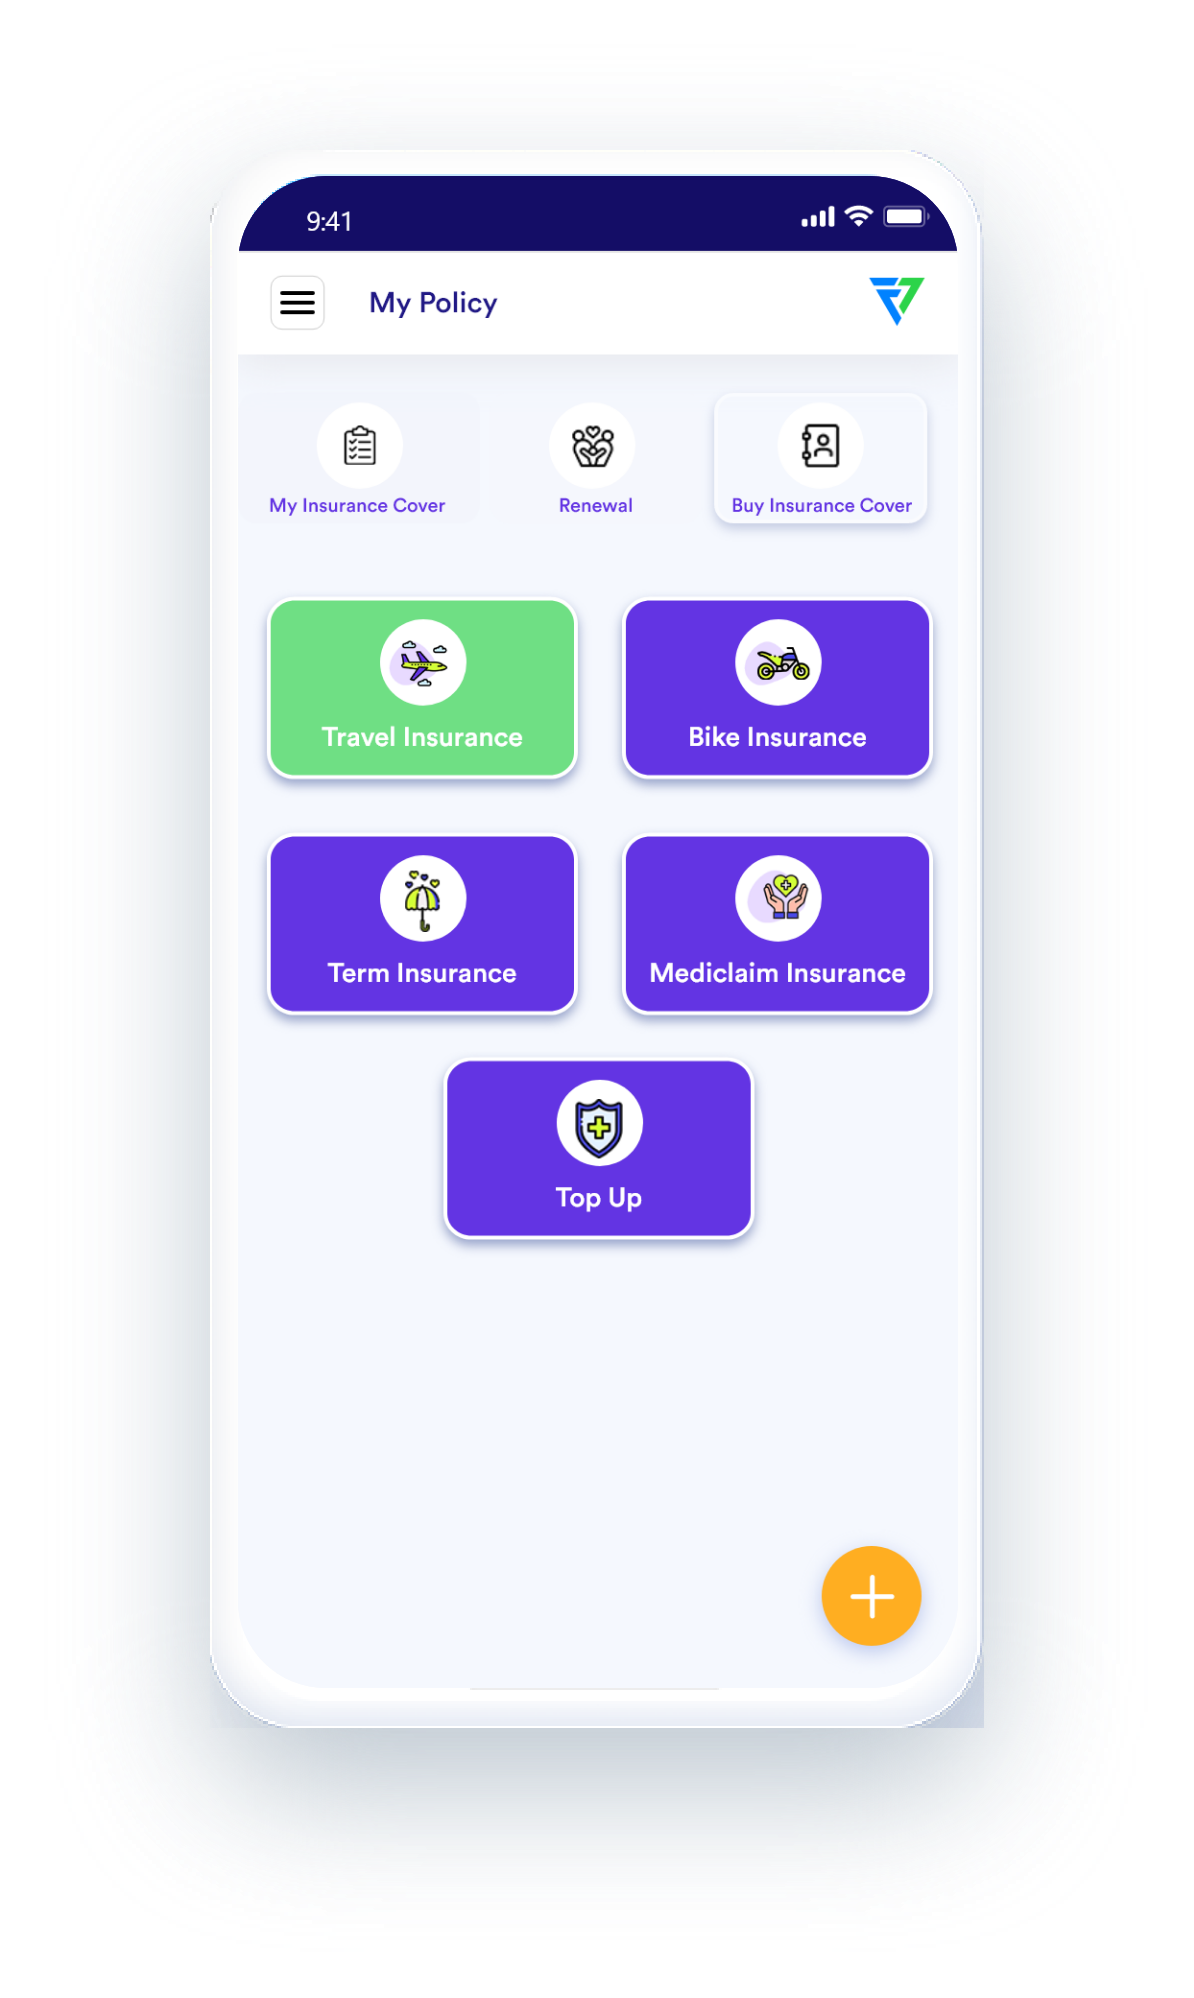 9:41
My Policy
My Insurance Cover
Renewal
Buy Insurance Cover
Travel Insurance
Bike Insurance
Term Insurance
Mediclaim Insurance
Top Up